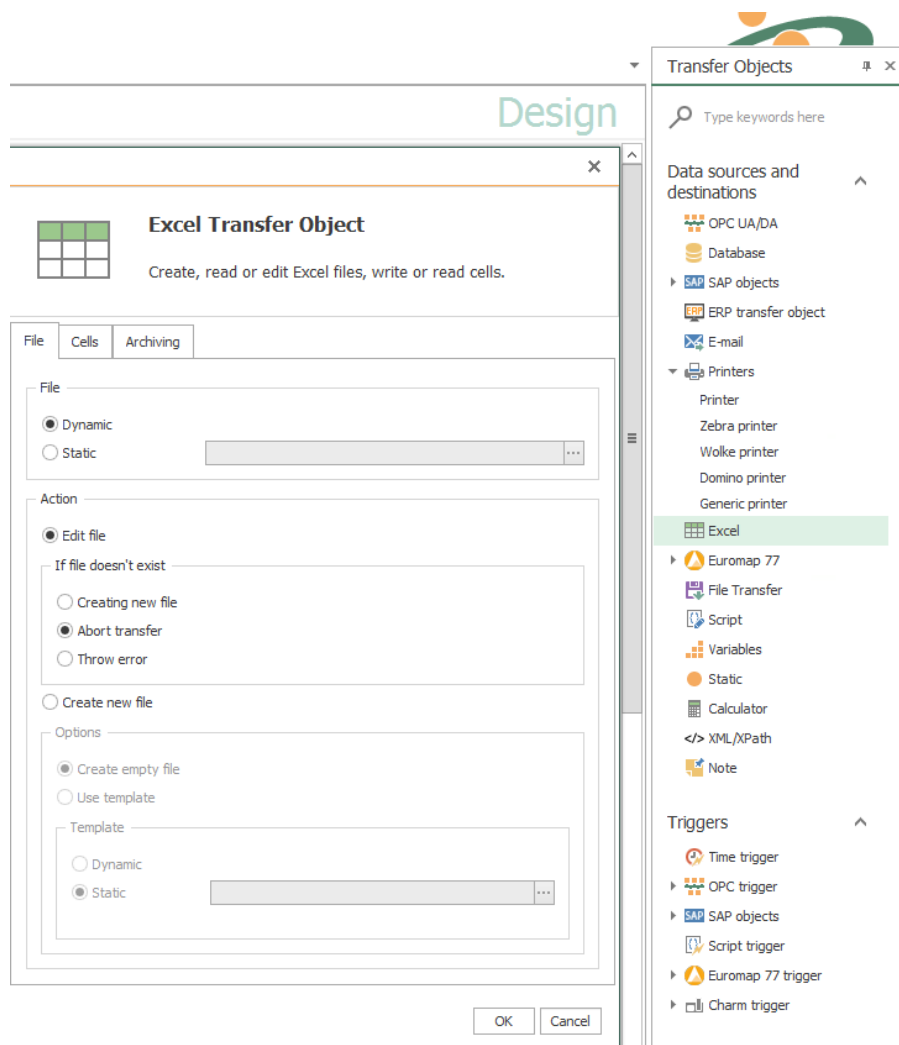 Design
Excel Transfer Object
Create, read or edit Excel files, write or read cells.
File
Cells
Archiving
File
Dynamic
Static
...
Action
Edit file
If file doesn't exist
Creating new file
Abort transfer
Throw error
Create new file
Options
Create empty file
Use template
Template
Dynamic
Static
...
OK
Cancel
Transfer Objects
Type keywords here
Data sources and
destinations
OPC UA/DA
Database
SAP SAP objects
ERP ERP transfer object
E-mail
Printers
Printer
Zebra printer
Wolke printer
Domino printer
Generic printer
Excel
Euromap 77
File Transfer
Script
Variables
Static
Calculator
</> XML/XPath
Note
Triggers
Time trigger
OPC trigger
SAP SAP objects
Script trigger
Euromap 77 trigger
Charm trigger